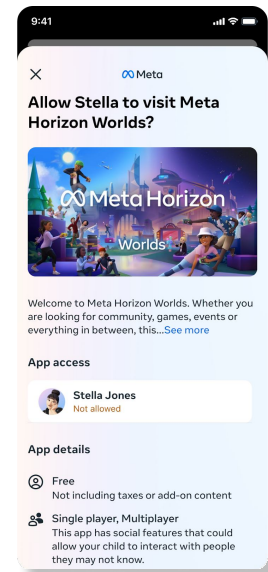 9:41
Meta
Allow Stella to visit Meta
Horizon Worlds?
Meta Horizon
Worlds
Welcome to Meta Horizon Worlds. Whether you
are looking for community, games, events or
everything in between, this...See more
App access
Stella Jones
Not allowed
App details
Free
Not including taxes or add-on content
Single player, Multiplayer
This app has social features that could
allow your child to interact with people
they may not know.